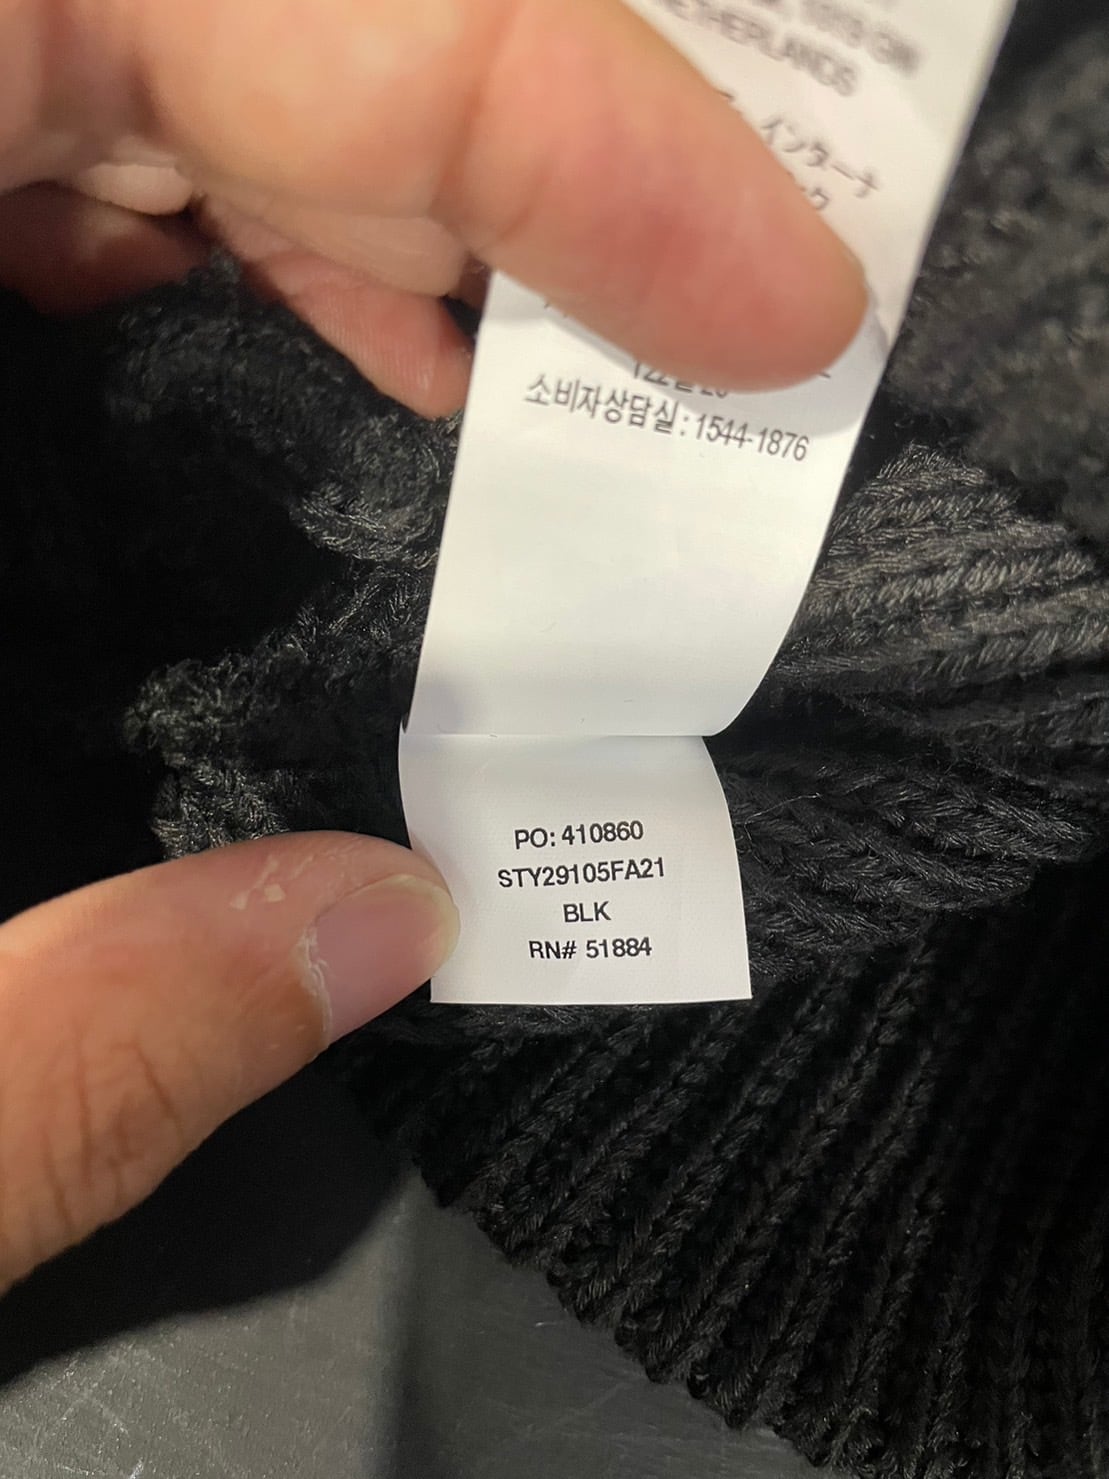 NETHERLANDS
インターナ
소비자상담실 : 1544-1876
PO: 410860
STY29105FA21
BLK
RN# 51884